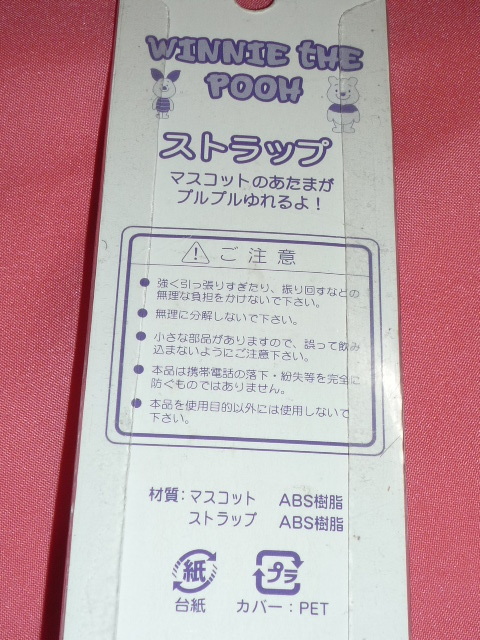 WINNIE THE
POOH
ストラップ
マスコットのあたまが
プルプルゆれるよ！
ご注意
● 強く引っ張りすぎたり、振り回すなどの
無理な負担をかけないで下さい。
● 無理に分解しないで下さい。
● 小さな部品がありますので、誤って飲み
込まないようにご注意下さい。
● 本品は携帯電話の落下・紛失等を完全に
防ぐものではありません。
● 本品を使用目的以外には使用しないで
下さい。
材質：マスコット ABS樹脂
ストラップ ABS樹脂
紙 プラ
台紙 カバー：PET